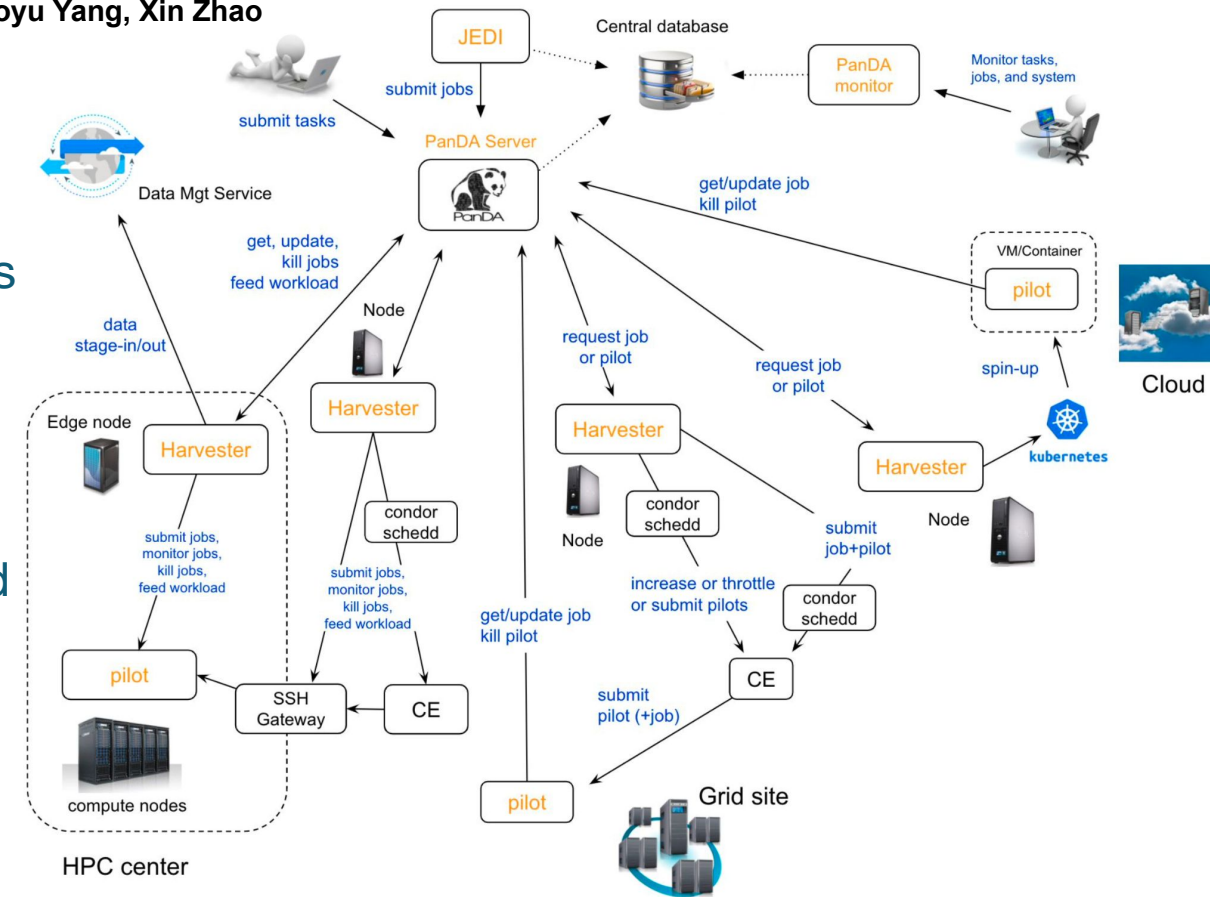 oyu Yang, Xin Zhao
JEDI
Central database
PanDA
monitor
Monitor tasks,
jobs, and system
submit jobs
submit tasks
PanDA Server
PanDA
Data Mgt Service
get/update job
kill pilot
get, update,
kill jobs
feed workload
s
VM/Container
pilot
Node
data
stage-in/out
request job
or pilot
request job
or pilot
spin-up
Cloud
Edge node
Harvester
Harvester
Harvester
Harvester
kubernetes
condor
schedd
condor
schedd
Node
Node
submit
job+pilot
submit jobs,
monitor jobs,
kill jobs,
feed workload
d
submit jobs,
monitor jobs,
kill jobs,
feed workload
get/update job
kill pilot
increase or throttle
or submit pilots
condor
schedd
pilot
SSH
Gateway
CE
CE
submit
pilot (+job)
compute nodes
pilot
Grid site
HPC center